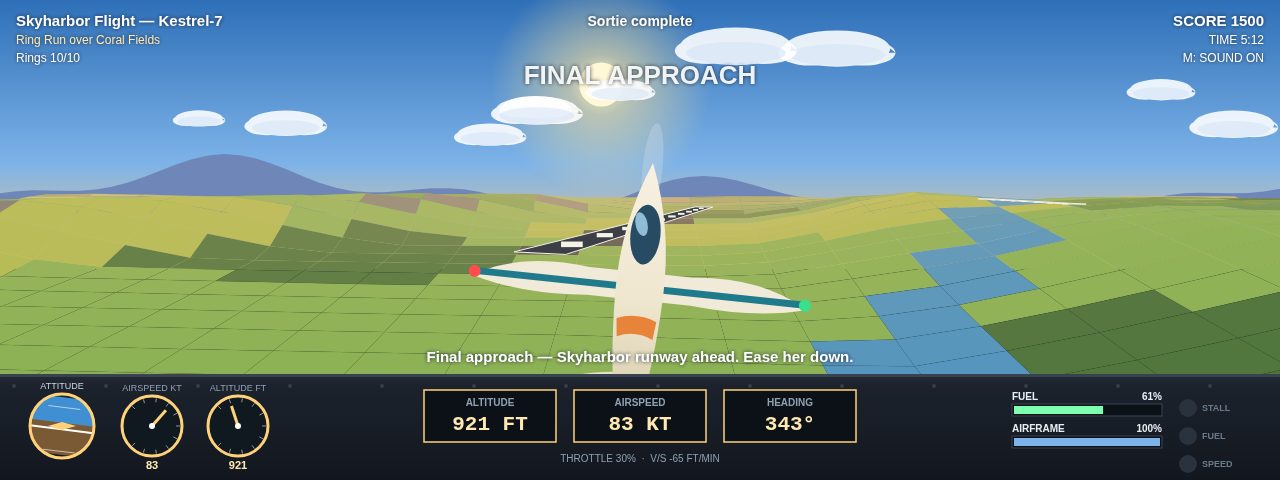 Skyharbor Flight — Kestrel-7
Ring Run over Coral Fields
Rings 10/10
Sortie complete
SCORE 1500
TIME 5:12
M: SOUND ON
FINAL APPROACH
Final approach — Skyharbor runway ahead. Ease her down.
ATTITUDE
AIRSPEED KT
83
ALTITUDE FT
921
ALTITUDE
921 FT
AIRSPEED
83 KT
HEADING
343°
THROTTLE 30% · V/S -65 FT/MIN
FUEL 61%
AIRFRAME 100%
STALL
FUEL
SPEED